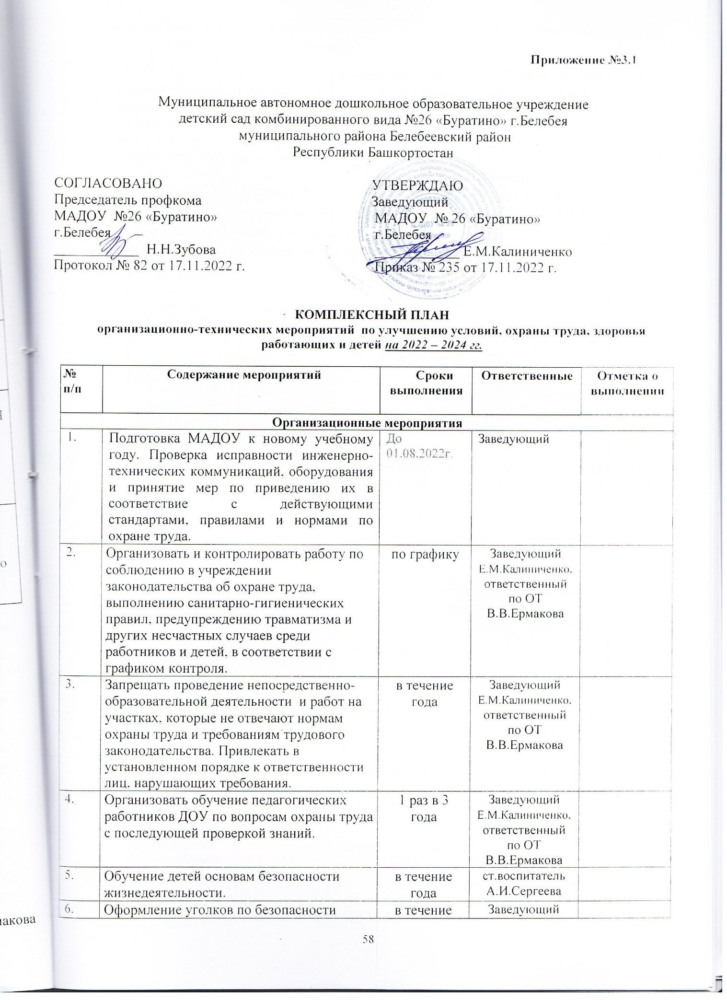 Приложение №3.1
Муниципальное автономное дошкольное образовательное учреждение
детский сад комбинированного вида №26 «Буратино» г.Белебея
муниципального района Белебеевский район
Республики Башкортостан
СОГЛАСОВАНО
Председатель профкома
МАДОУ №26 «Буратино»
г.Белебея
Н.Н.Зубова
Протокол № 82 от 17.11.2022 г.
УТВЕРЖДАЮ
Заведующий
МАДОУ № 26 «Буратино»
г.Белебея
Е.М.Калиниченко
Приказ № 235 от 17.11.2022 г.
КОМПЛЕКСНЫЙ ПЛАН
организационно-технических мероприятий по улучшению условий, охраны труда, здоровья
работающих и детей на 2022 – 2024 гг.
№
п/п
Содержание мероприятий
Сроки
выполнения
Ответственные
Отметка о
выполнении
Организационные мероприятия
1.
Подготовка МАДОУ к новому учебному
году. Проверка исправности инженерно-
технических коммуникаций, оборудования
и принятие мер по приведению их в
соответствие с действующими
стандартами, правилами и нормами по
охране труда.
До
01.08.2022г.
Заведующий
2.
Организовать и контролировать работу по
соблюдению в учреждении
законодательства об охране труда,
выполнению санитарно-гигиенических
правил, предупреждению травматизма и
других несчастных случаев среди
работников и детей, в соответствии с
графиком контроля.
по графику
Заведующий
Е.М.Калиниченко,
ответственный
по ОТ
В.В.Ермакова
3.
Запрещать проведение непосредственно-
образовательной деятельности и работ на
участках, которые не отвечают нормам
охраны труда и требованиям трудового
законодательства. Привлекать в
установленном порядке к ответственности
лиц, нарушающих требования.
в течение
года
Заведующий
Е.М.Калиниченко,
ответственный
по ОТ
В.В.Ермакова
4.
Организовать обучение педагогических
работников ДОУ по вопросам охраны труда
с последующей проверкой знаний.
1 раз в 3
года
Заведующий
Е.М.Калиниченко,
ответственный
по ОТ
В.В.Ермакова
5.
Обучение детей основам безопасности
жизнедеятельности.
в течение
года
ст.воспитатель
А.И.Сергеева
6.
Оформление уголков по безопасности
в течение
Заведующий
58